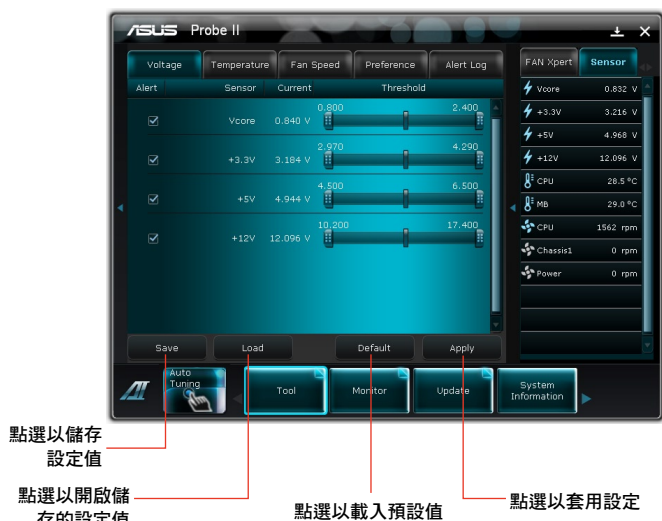 ASUS Probe II
Voltage Temperature Fan Speed Preference Alert Log
Alert Sensor Current Threshold
0.800 2.400
Vcore 0.840 V
2.970 4.290
+3.3V 3.184 V
4.500 6.500
+5V 4.944 V
10.200 17.400
+12V 12.096 V
Save Load Default Apply
FAN Xpert Sensor
Vcore 0.832 V
+3.3V 3.216 V
+5V 4.968 V
+12V 12.096 V
CPU 28.5 °C
MB 29.0 °C
CPU 1562 rpm
Chassis1 0 rpm
Power 0 rpm
Auto
Tuning
Tool Monitor Update
System
Information
點選以儲存
設定值
點選以開啟儲
存的設定值
點選以載入預設值
點選以套用設定